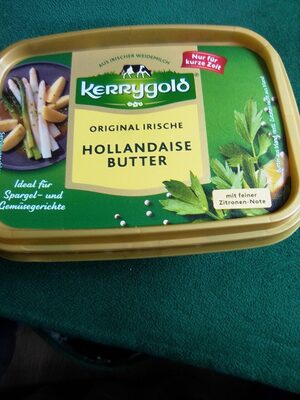 AUS IRISCHER WEIDEMILCH
Nur für
kurze Zeit
KERRYGOLD
ORIGINAL IRISCHE
HOLLANDAISE
BUTTER
Ideal für
Spargel- und
Gemüsegerichte
mit feiner
Zitronen-Note